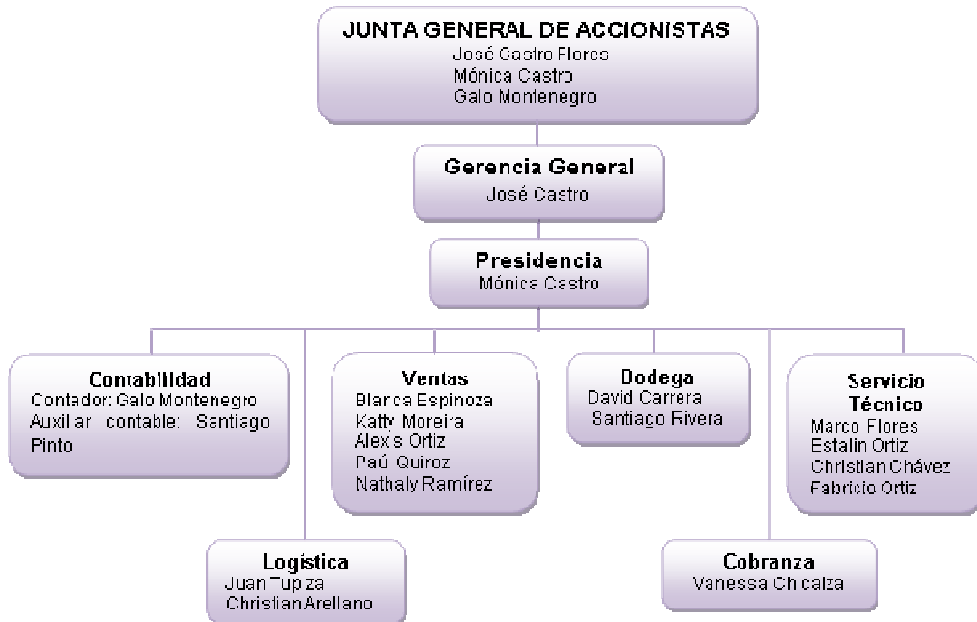 JUNTA GENERAL DE ACCIONISTAS
José Castro Flores
Mónica Castro
Galo Montenegro
Gerencia General
José Castro
Presidencia
Mónica Castro
Contabilidad
Contador: Galo Montenegro
Auxiliar contable: Santiago
Pinto
Ventas
Blanca Espinoza
Katty Moreira
Alexis Ortiz
Paúl Quiroz
Nathaly Ramírez
Bodega
David Carrera
Santiago Rivera
Servicio
Técnico
Marco Flores
Estalin Ortiz
Christian Chávez
Fabricio Ortiz
Logística
Juan Tupiza
Christian Arellano
Cobranza
Vanessa